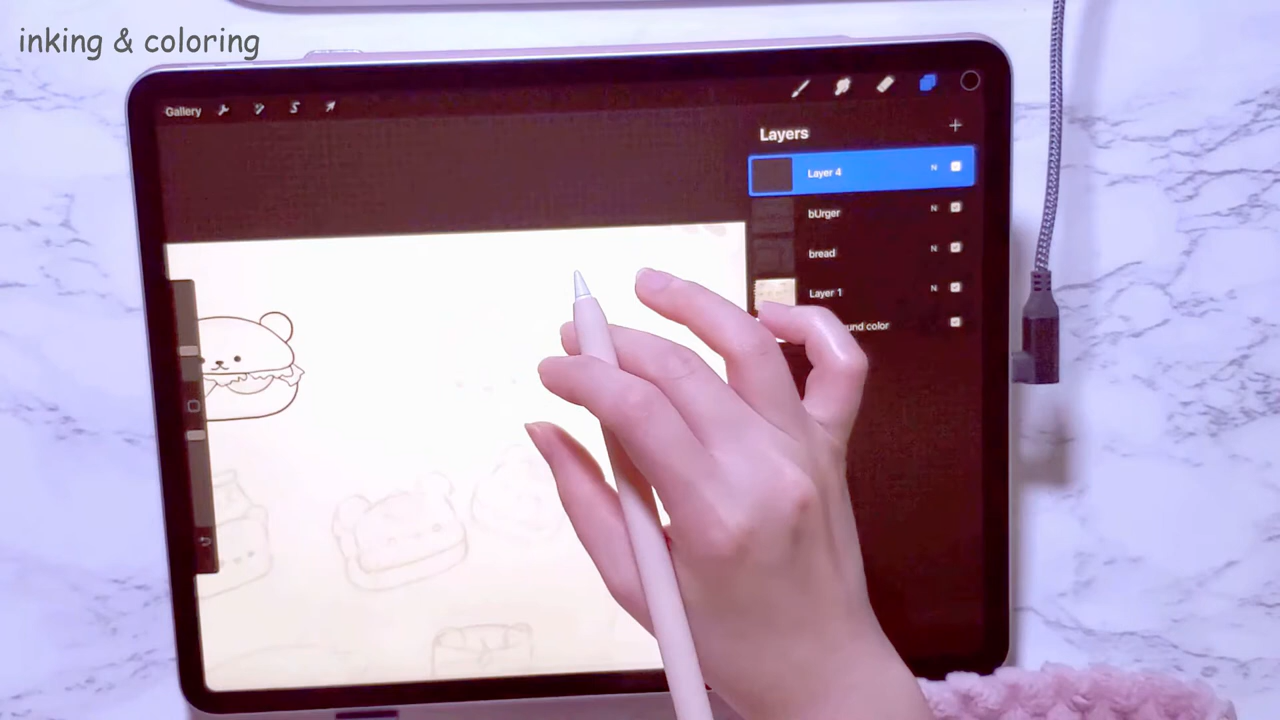 inking & coloring
Gallery
Layers
Layer 4 N
bUrger N
bread N
Layer 1 N
und color